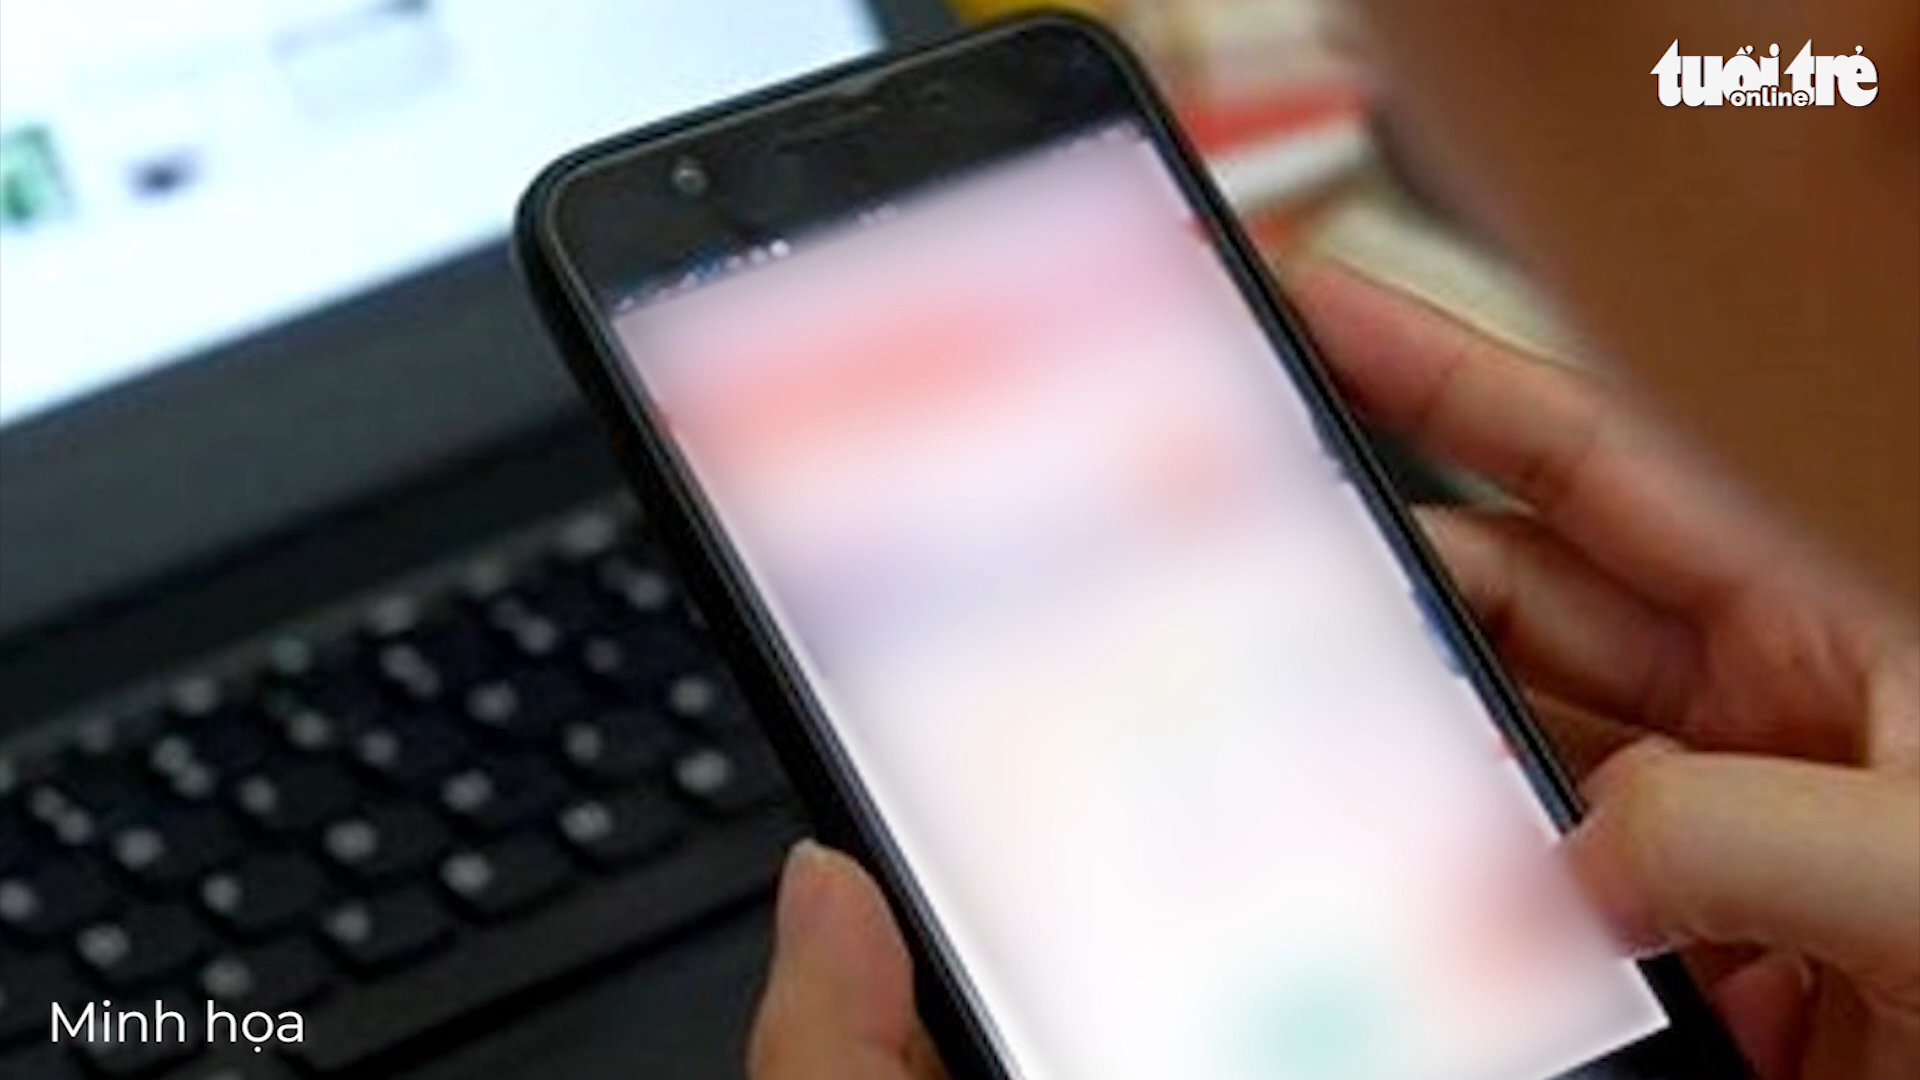 tuổi trẻ
online
Minh họa